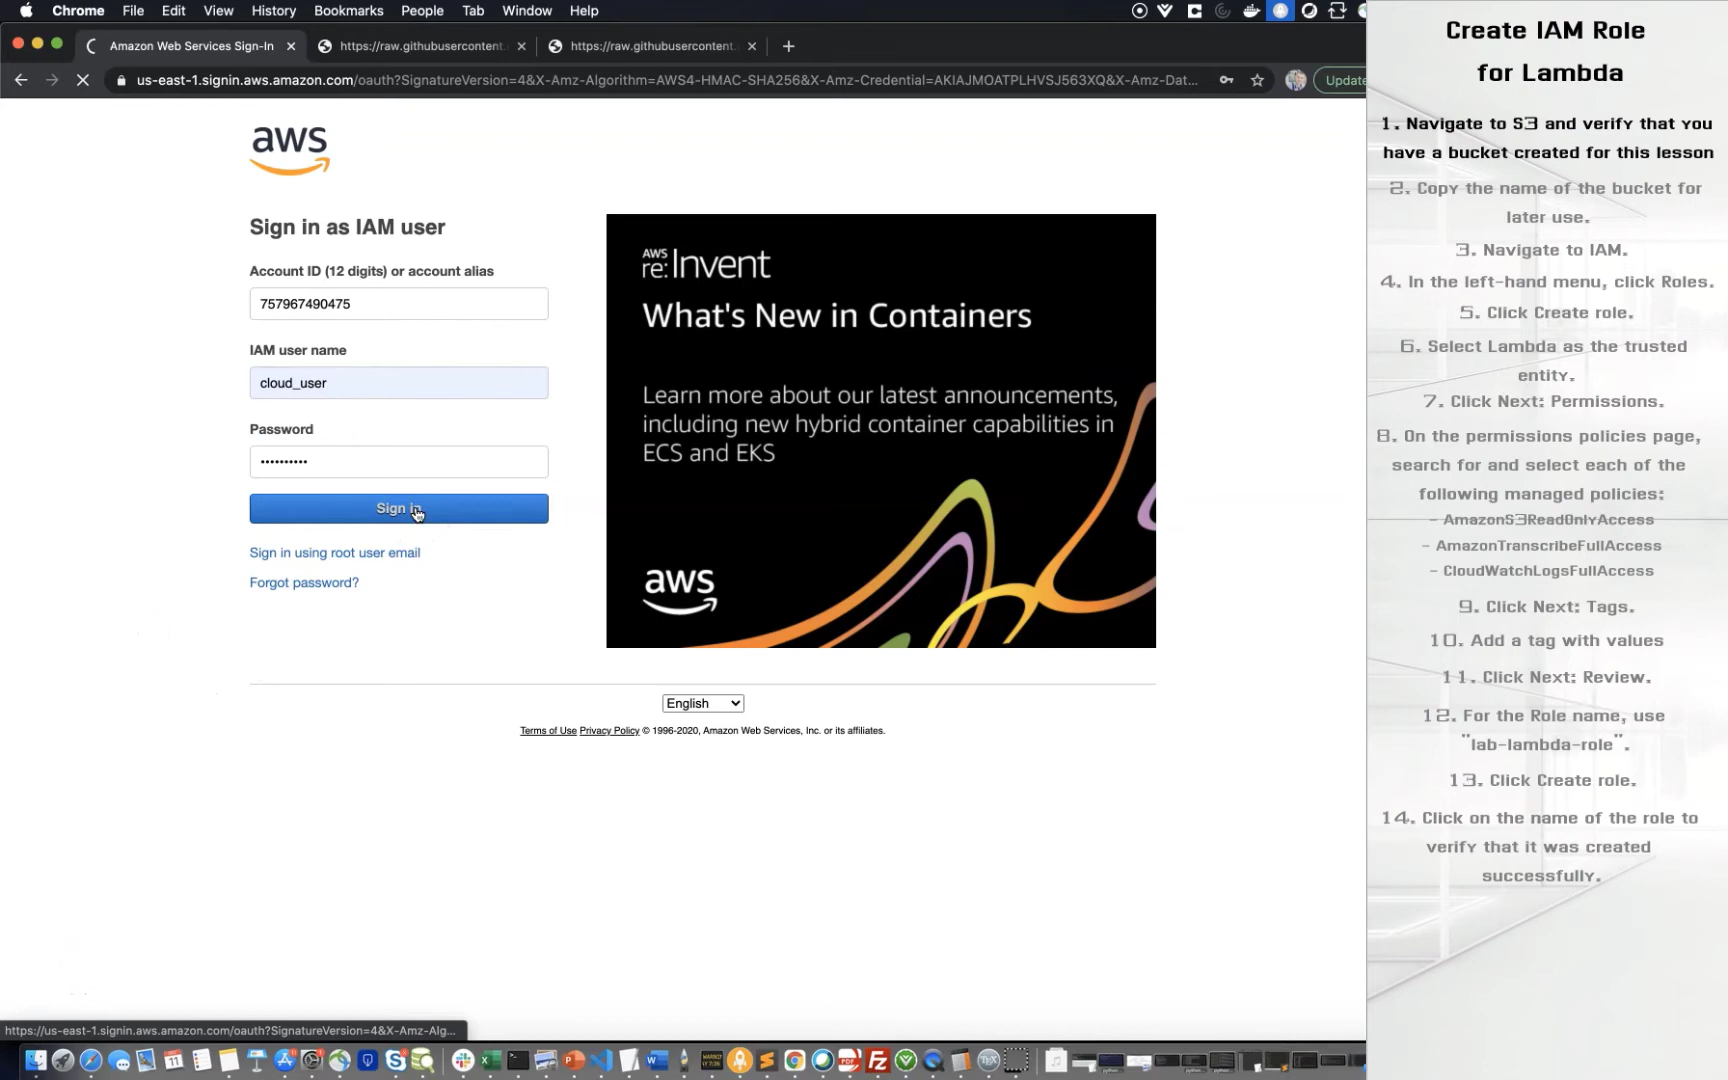 Chrome File Edit View History Bookmarks People Tab Window Help
Amazon Web Services Sign-In
https://raw.githubusercontent.
https://raw.githubusercontent.
us-east-1.signin.aws.amazon.com/oauth?SignatureVersion=4&X-Amz-Algorithm=AWS4-HMAC-SHA256&X-Amz-Credential=AKIAJMOATPLHVSJ563XQ&X-Amz-Dat...
Update
aws
Sign in as IAM user
Account ID (12 digits) or account alias
757967490475
IAM user name
cloud_user
Password
Sign in
Sign in using root user email
Forgot password?
AWS
re:Invent
What's New in Containers
Learn more about our latest announcements,
including new hybrid container capabilities in
ECS and EKS
aws
English
Terms of Use Privacy Policy © 1996-2020, Amazon Web Services, Inc. or its affiliates.
https://us-east-1.signin.aws.amazon.com/oauth?SignatureVersion=4&X-Amz-Alg...
Create IAM Role
for Lambda
1. Navigate to S3 and verify that you
have a bucket created for this lesson
2. Copy the name of the bucket for
later use.
3. Navigate to IAM.
4. In the left-hand menu, click Roles.
5. Click Create role.
6. Select Lambda as the trusted
entity.
7. Click Next: Permissions.
8. On the permissions policies page,
search for and select each of the
following managed policies:
- AmazonS3ReadOnlyAccess
- AmazonTranscribeFullAccess
- CloudWatchLogsFullAccess
9. Click Next: Tags.
10. Add a tag with values
11. Click Next: Review.
12. For the Role name, use
"lab-lambda-role".
13. Click Create role.
14. Click on the name of the role to
verify that it was created
successfully.